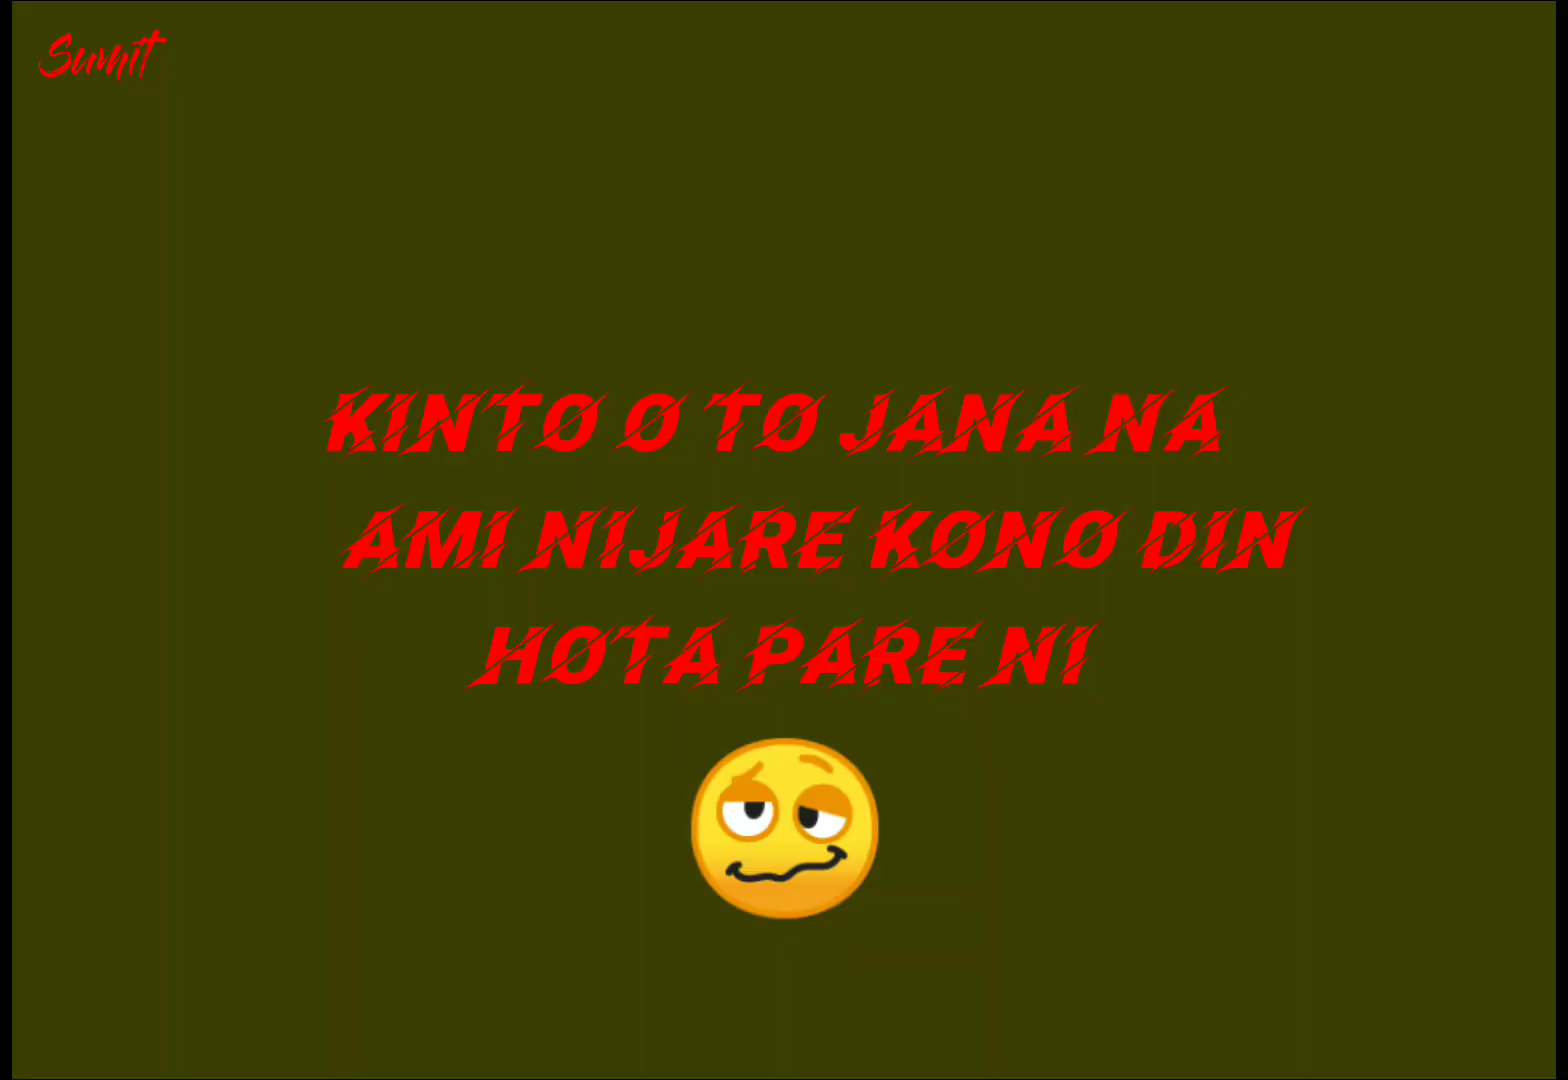 Sumit
KINTO O TO JANA NA
AMI NIJARE KONO DIN
HOTA PARE NI